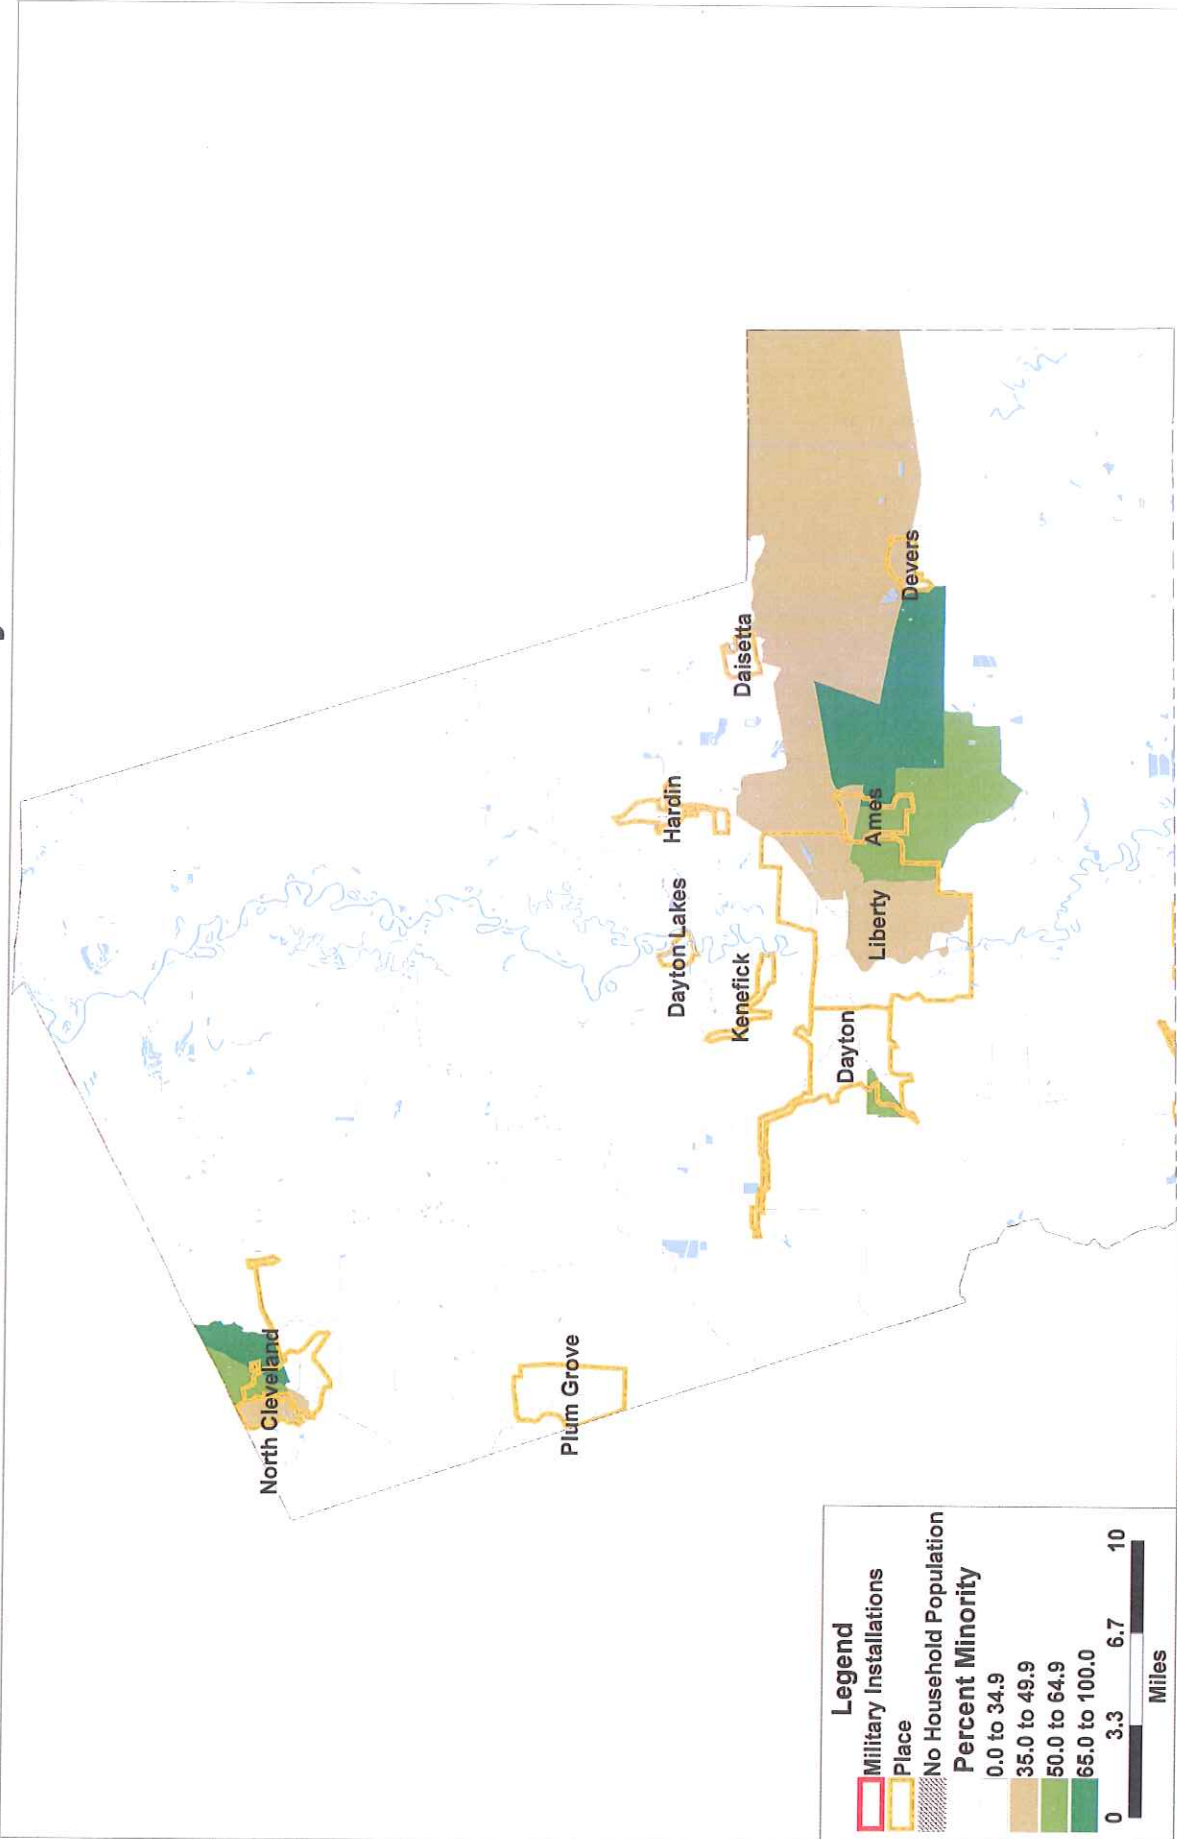 North Cleveland
Plum Grove
Dayton Lakes
Hardin
Kenefick
Daisetta
Dayton
Liberty
Ames
Devers
Legend
Military Installations
Place
No Household Population
Percent Minority
0.0 to 34.9
35.0 to 49.9
50.0 to 64.9
65.0 to 100.0
0 3.3 6.7 10
Miles